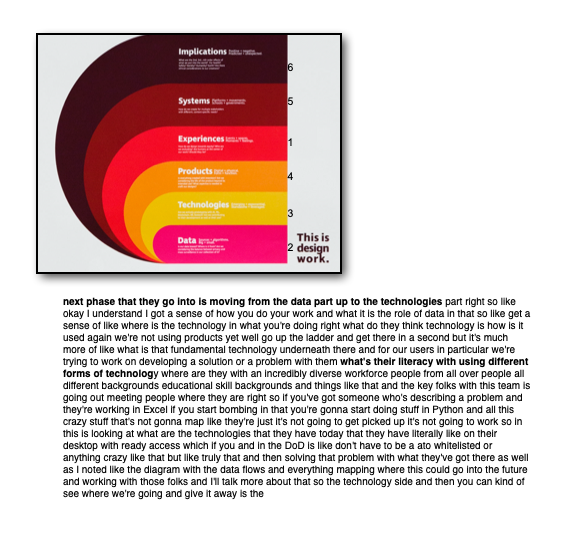 Implications
6
Systems
5
Experiences
1
Products
4
Technologies
3
Data
2
This is
design
work.
next phase that they go into is moving from the data part up to the technologies part right so like
okay I understand I got a sense of how you do your work and what it is the role of data in that so like get a
sense of like where is the technology in what you're doing right what do they think technology is how is it
used again we're not using products yet well go up the ladder and get there in a second but it's much
more of like what is that fundamental technology underneath there and for our users in particular we're
trying to work on developing a solution or a problem with them what's their literacy with using different
forms of technology where are they with an incredibly diverse workforce people from all over people all
different backgrounds educational skill backgrounds and things like that and the key folks with this team is
going out meeting people where they are right so if you've got someone who's describing a problem and
they're working in Excel if you start bombing in that you're gonna start doing stuff in Python and all this
crazy stuff that's not gonna map like they're just it's not going to get picked up it's not going to work so in
this is looking at what are the technologies that they have today that they have literally like on their
desktop with ready access which if you and in the DoD is like don't have to be a ato whitelisted or
anything crazy like that but like truly that and then solving that problem with what they've got there as well
as I noted like the diagram with the data flows and everything mapping where this could go into the future
and working with those folks and I'll talk more about that so the technology side and then you can kind of
see where we're going and give it away is the